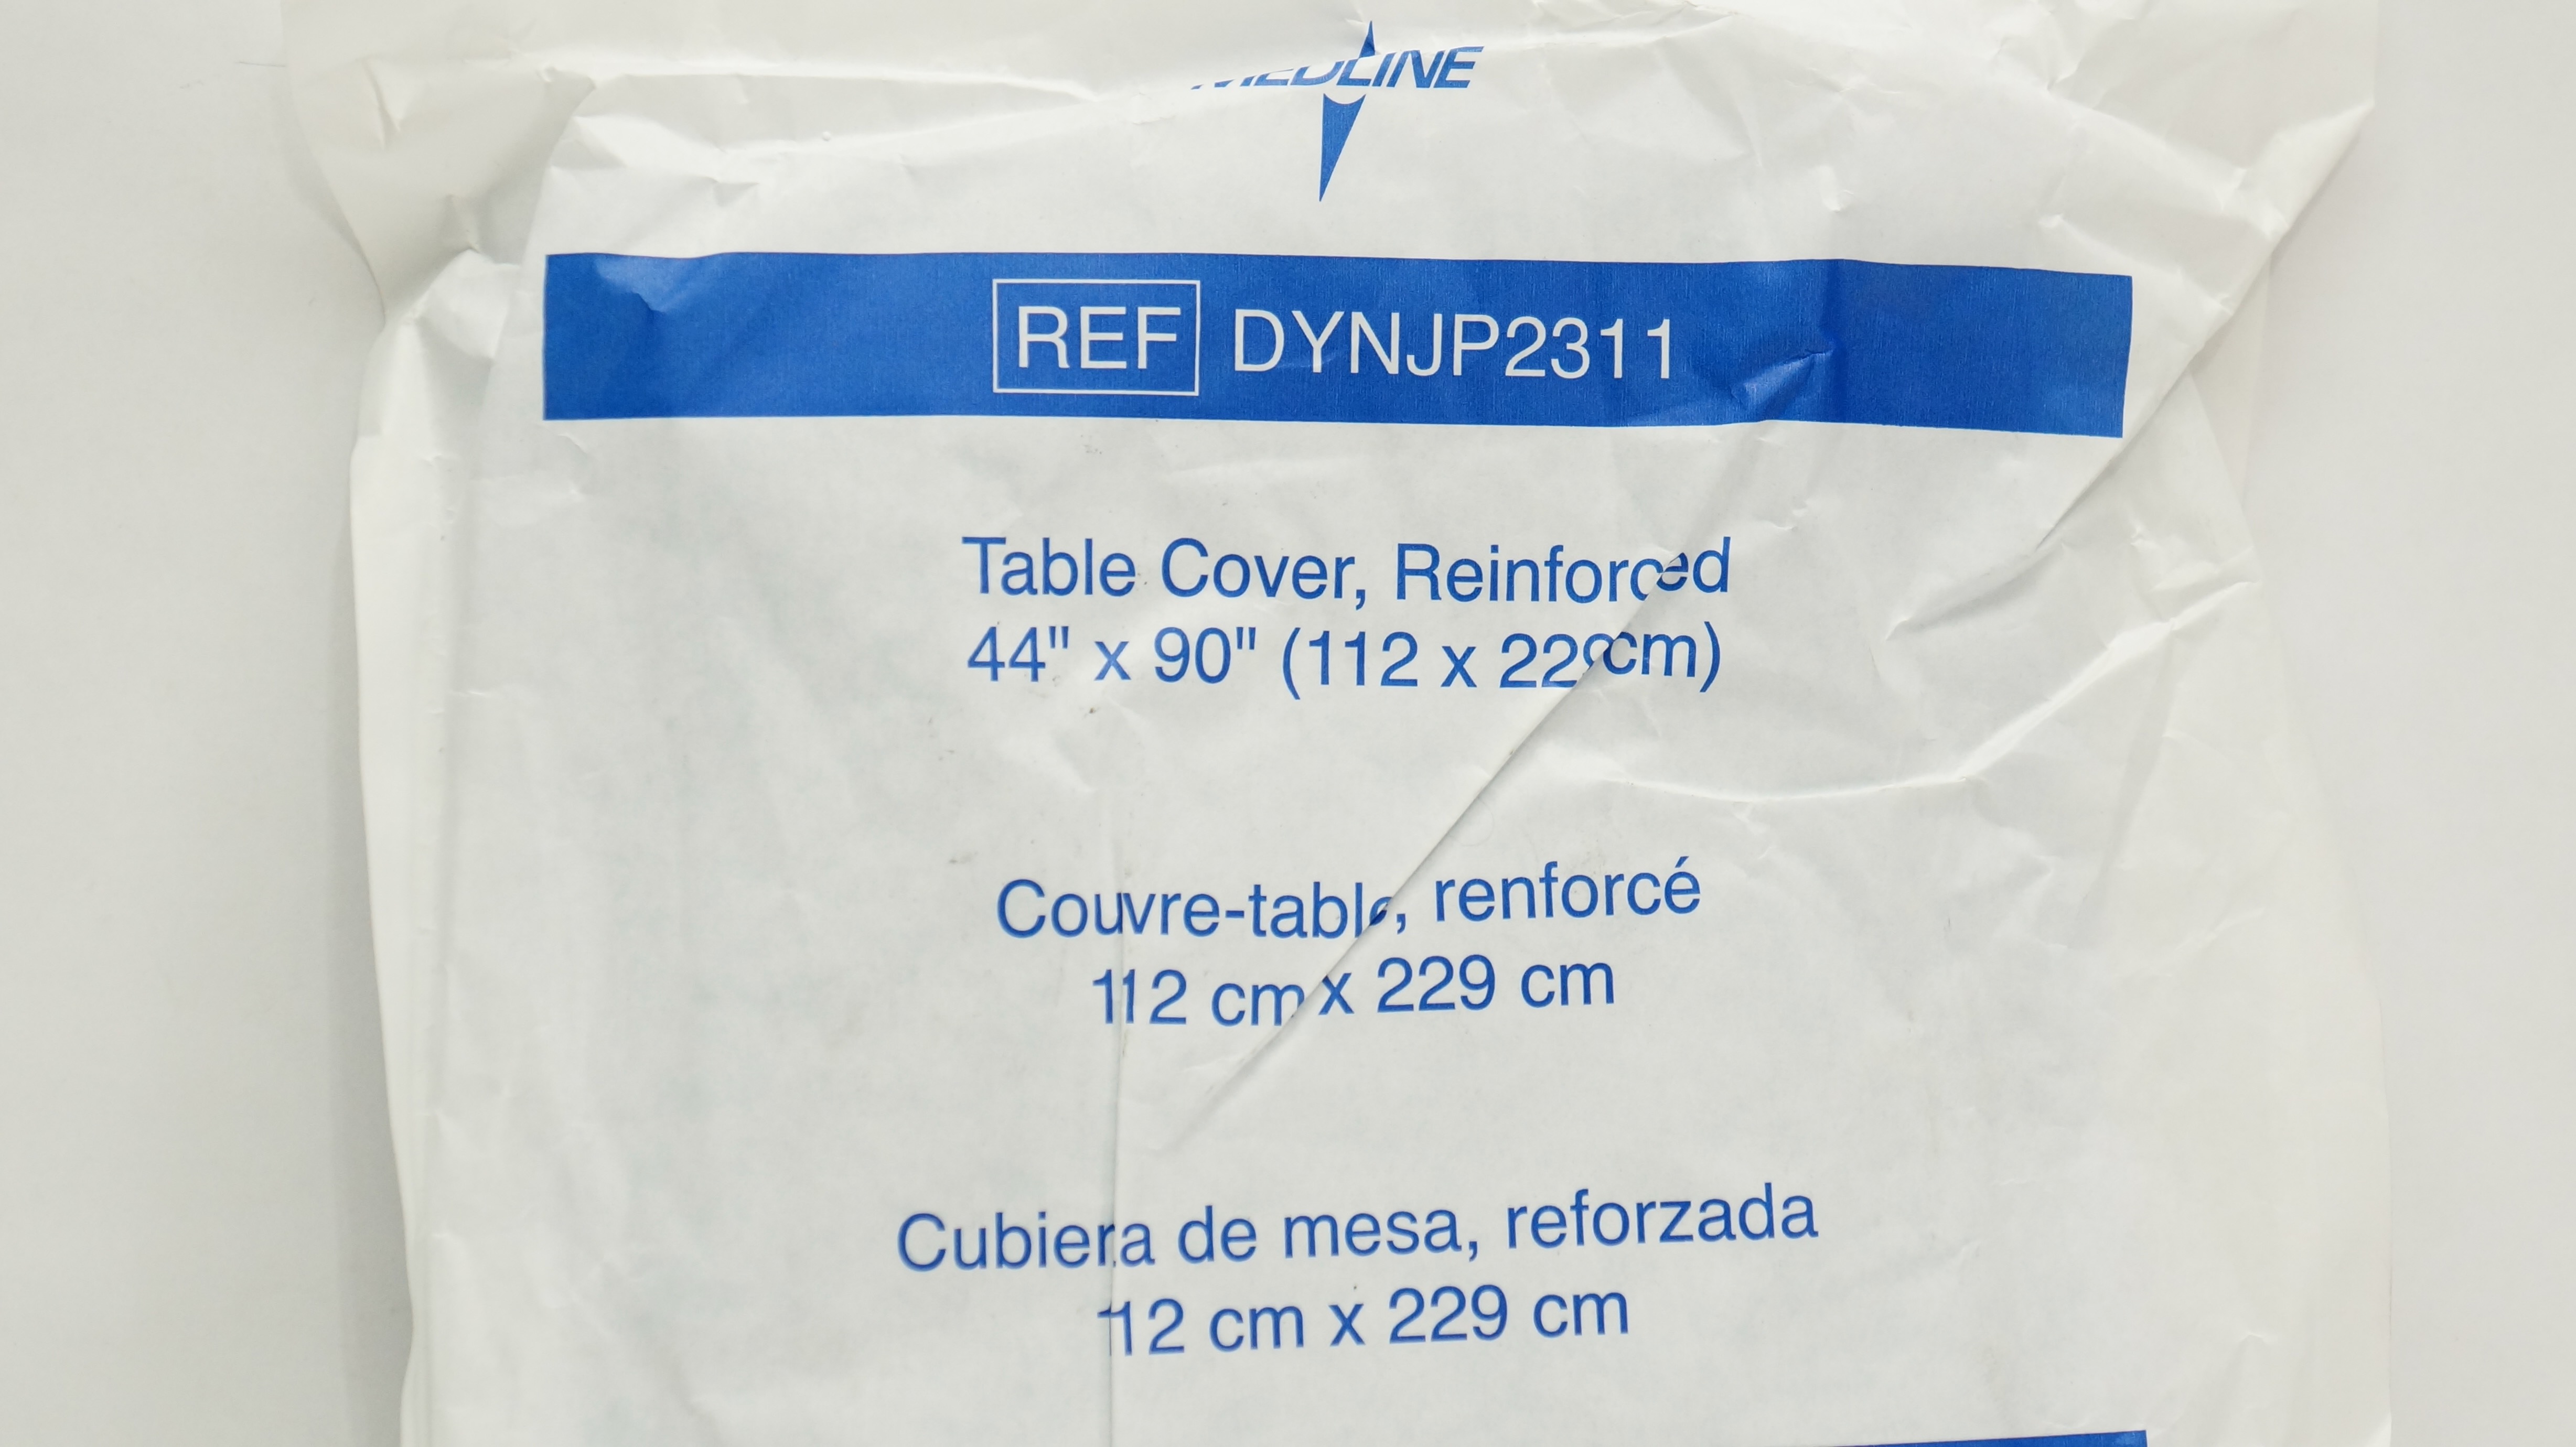 MEDLINE
REF DYNJP2311
Table Cover, Reinforced
44" x 90" (112 x 229cm)
Couvre-table, renforcé
112 cm x 229 cm
Cubiera de mesa, reforzada
112 cm x 229 cm